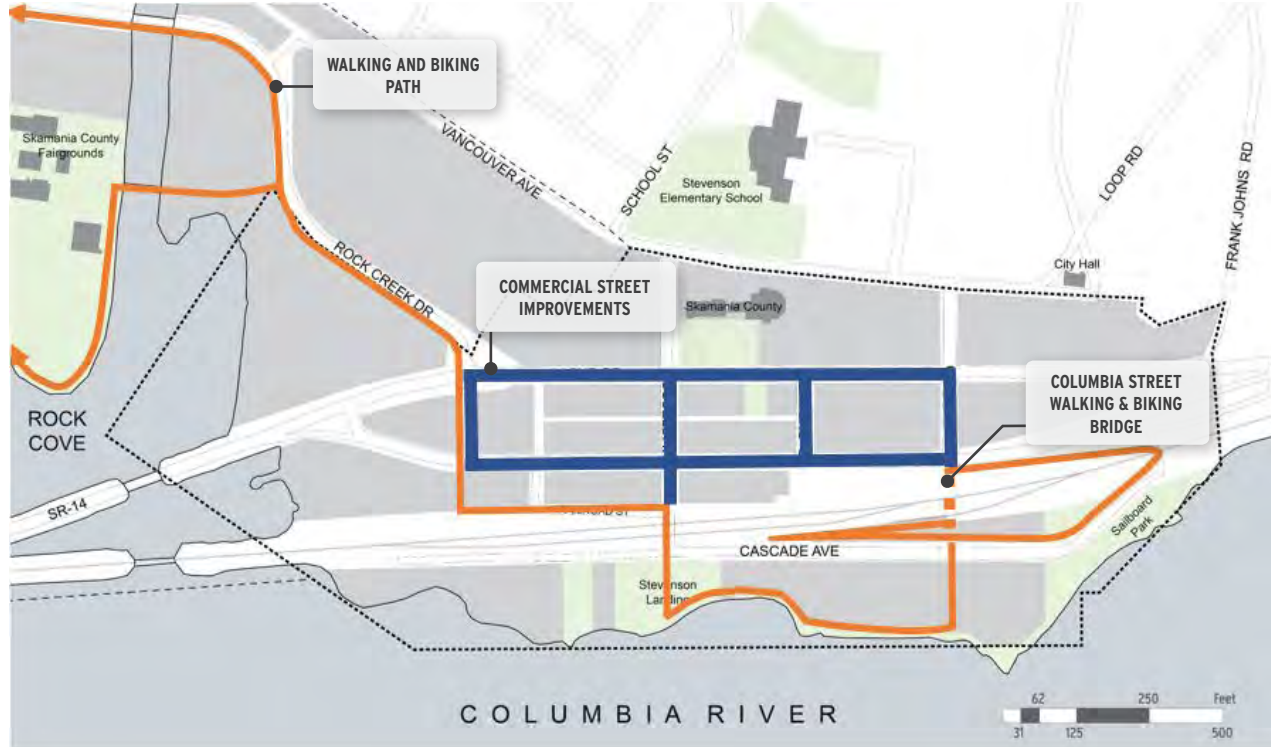 WALKING AND BIKING
PATH
Skamania County
Fairgrounds
VANCOUVER AVE
SCHOOL ST
Stevenson
Elementary School
LOOP RD
FRANK JOHNS RD
City Hall
ROCK CREEK DR
COMMERCIAL STREET
IMPROVEMENTS
Skamania County
COLUMBIA STREET
WALKING & BIKING
BRIDGE
ROCK
COVE
SR-14
ST
CASCADE AVE
Sailboard
Park
Stevenson
Landing
COLUMBIA RIVER
62 250 Feet
31 125 500